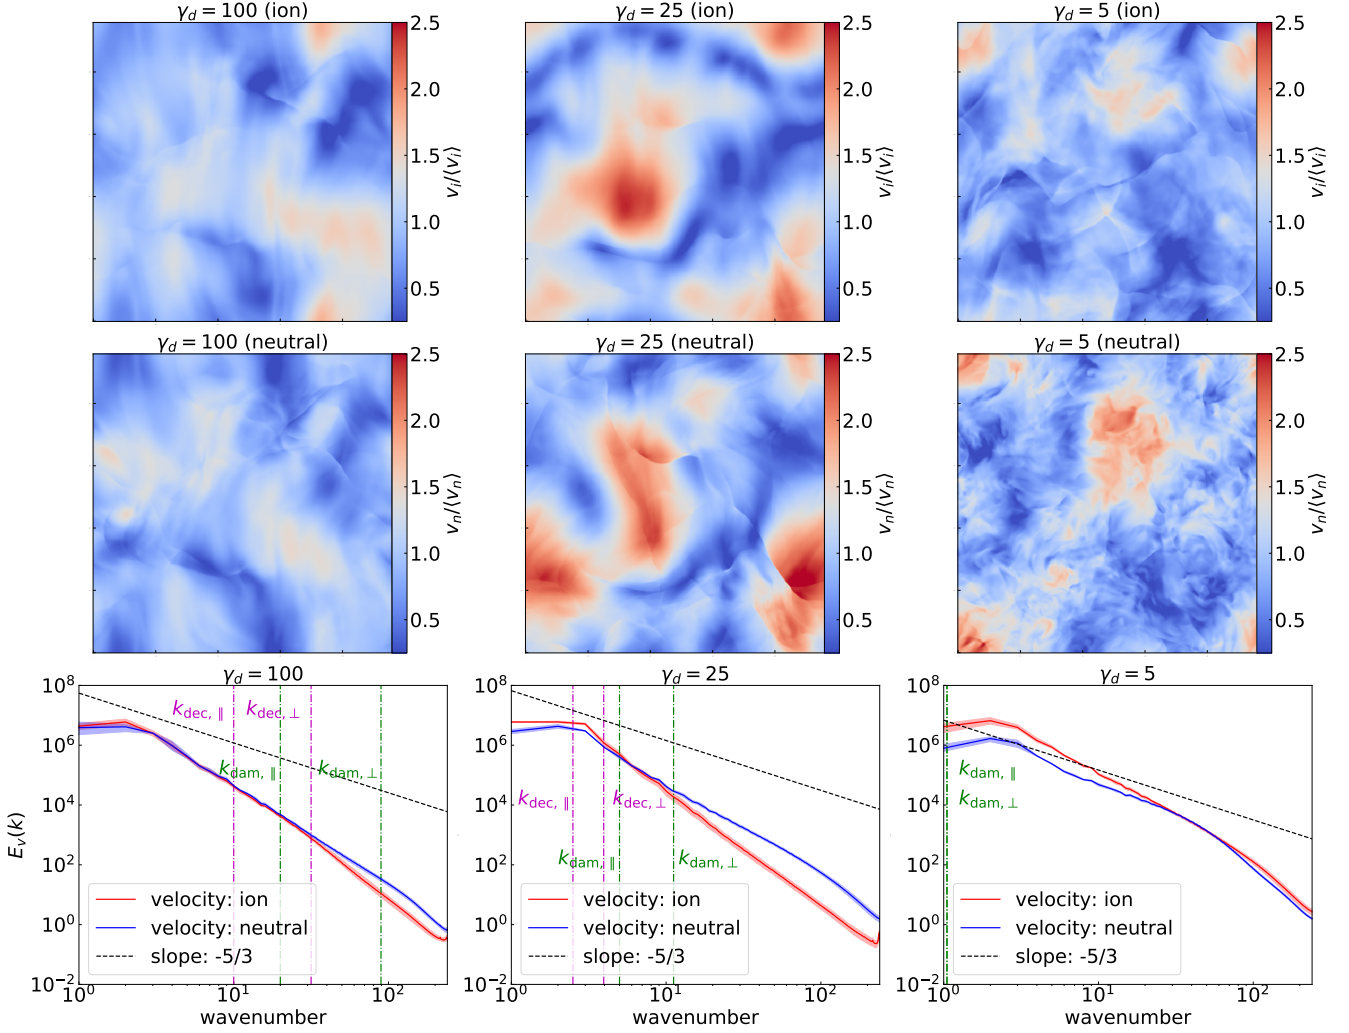 γd = 100 (ion)
γd = 25 (ion)
γd = 5 (ion)
2.5
2.0
1.5
1.0
0.5
vi/⟨vi⟩
2.5
2.0
1.5
1.0
0.5
vi/⟨vi⟩
2.5
2.0
1.5
1.0
0.5
vi/⟨vi⟩
γd = 100 (neutral)
γd = 25 (neutral)
γd = 5 (neutral)
2.5
2.0
1.5
1.0
0.5
vn/⟨vn⟩
2.5
2.0
1.5
1.0
0.5
vn/⟨vn⟩
2.5
2.0
1.5
1.0
0.5
vn/⟨vn⟩
γd = 100
Ev(k)
10^8
10^6
10^4
10^2
10^0
10^−2
kdec, ∥
kdec, ⊥
kdam, ∥
kdam, ⊥
velocity: ion
velocity: neutral
slope: -5/3
10^0
10^1
10^2
wavenumber
γd = 25
10^8
10^6
10^4
10^2
10^0
10^−2
kdec, ∥
kdec, ⊥
kdam, ∥
kdam, ⊥
velocity: ion
velocity: neutral
slope: -5/3
10^0
10^1
10^2
wavenumber
γd = 5
10^8
10^6
10^4
10^2
10^0
10^−2
kdam, ∥
kdam, ⊥
velocity: ion
velocity: neutral
slope: -5/3
10^0
10^1
10^2
wavenumber